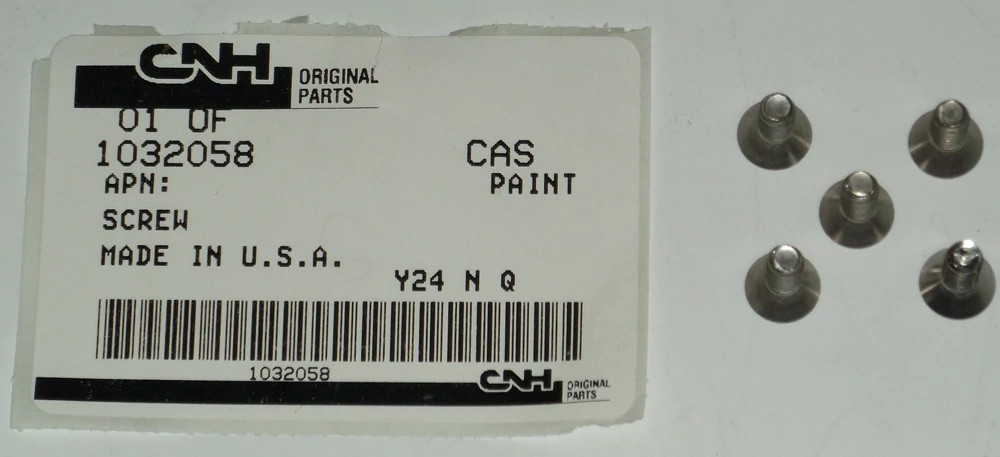 CNH ORIGINAL
PARTS
01 OF
1032058 CAS
APN: PAINT
SCREW
MADE IN U.S.A.
Y24 N Q
1032058
CNH ORIGINAL
PARTS